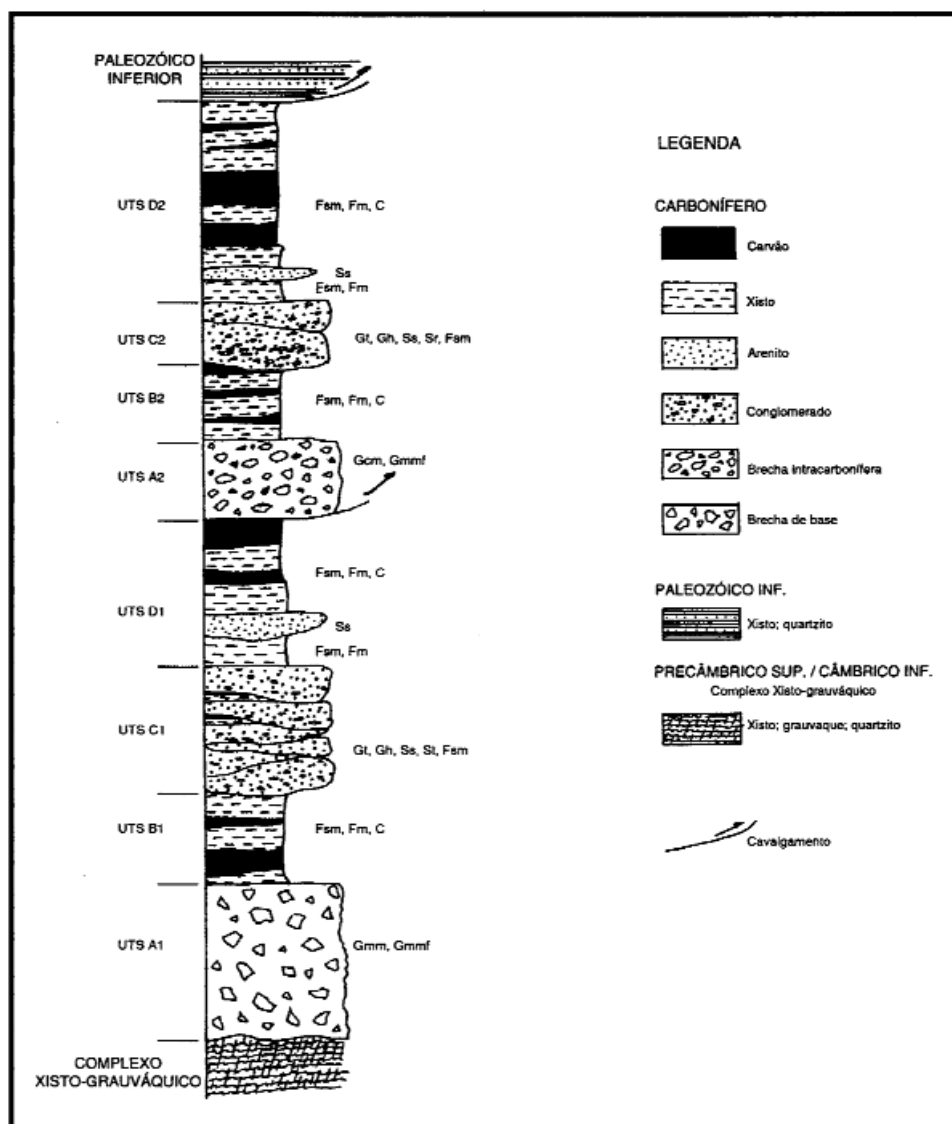 PALEOZÓICO
INFERIOR
UTS D2
Fsm, Fm, C
Ss
Fsm, Fm
UTS C2
Gt, Gh, Ss, Sr, Fsm
UTS B2
Fsm, Fm, C
UTS A2
Gcm, Gmmf
UTS D1
Fsm, Fm, C
Ss
Fsm, Fm
UTS C1
Gt, Gh, Ss, St, Fsm
UTS B1
Fsm, Fm, C
UTS A1
Gmm, Gmmf
COMPLEXO
XISTO-GRAUVÁQUICO
LEGENDA
CARBONÍFERO
Carvão
Xisto
Arenito
Conglomerado
Brecha intracarbonífera
Brecha de base
PALEOZÓICO INF.
Xisto; quartzito
PRECÂMBRICO SUP. / CÂMBRICO INF.
Complexo Xisto-grauváquico
Xisto; grauvaque; quartzito
Cavalgamento